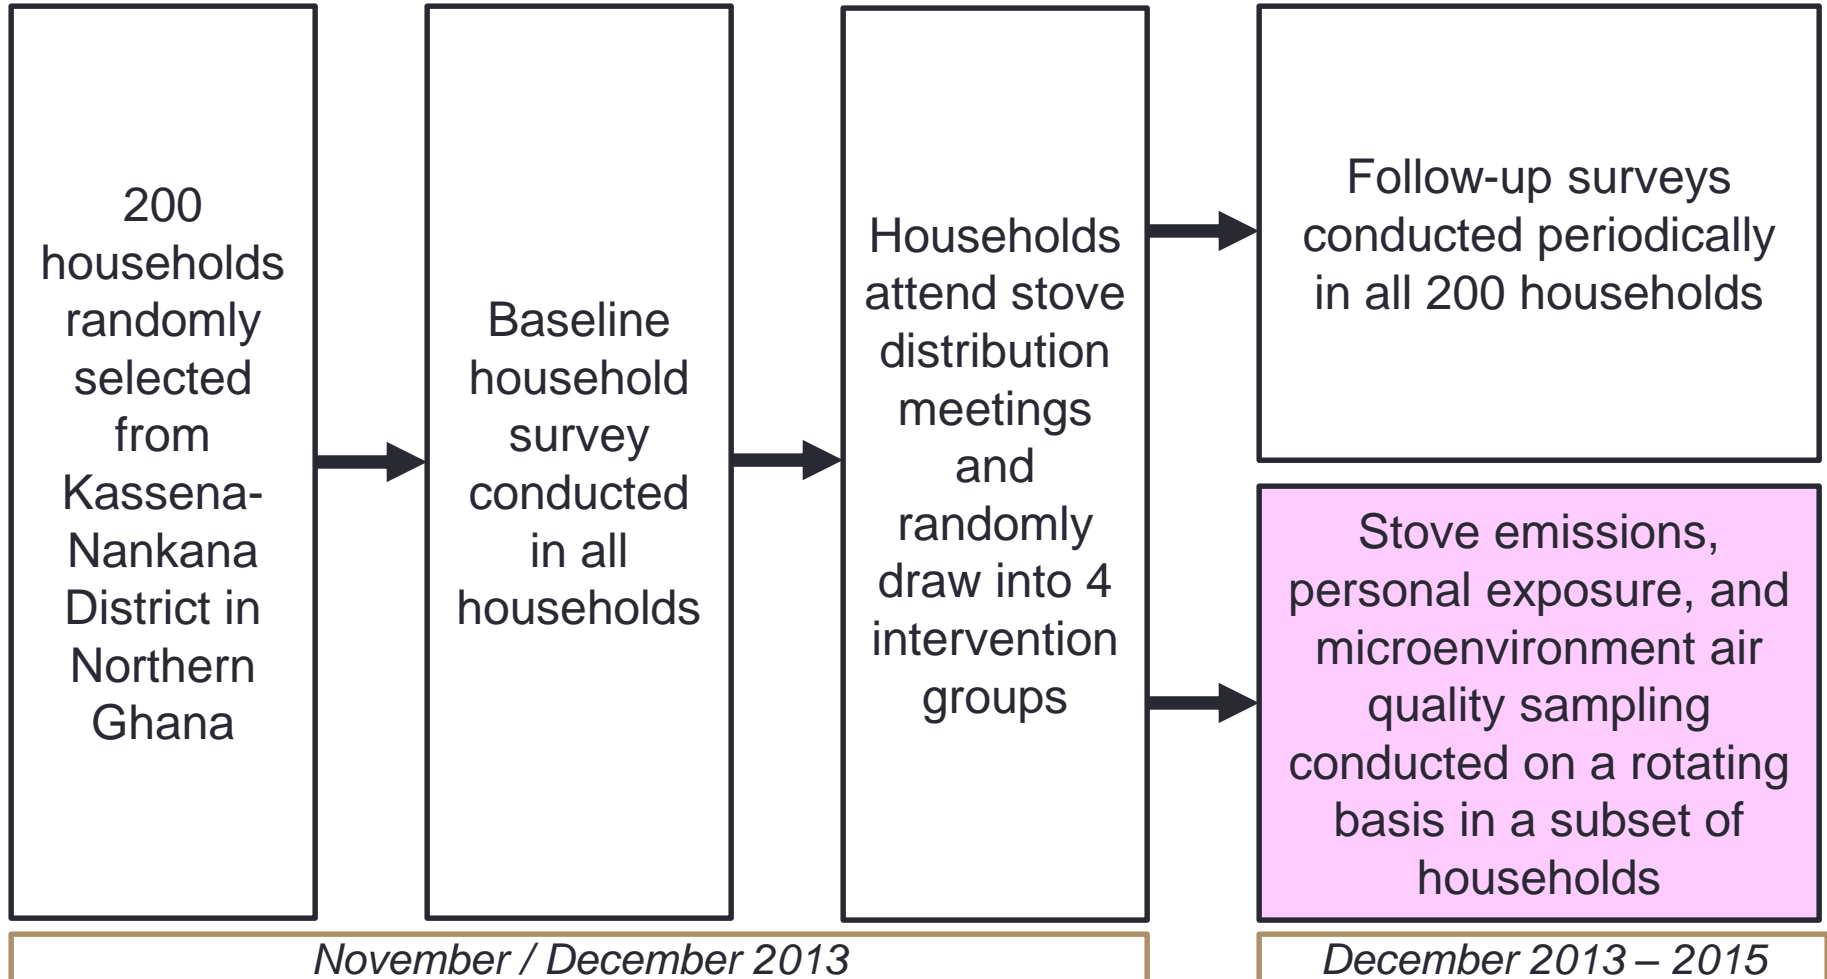 200
households
randomly
selected
from
Kassena-
Nankana
District in
Northern
Ghana
Baseline
household
survey
conducted
in all
households
Households
attend stove
distribution
meetings
and
randomly
draw into 4
intervention
groups
Follow-up surveys
conducted periodically
in all 200 households
Stove emissions,
personal exposure, and
microenvironment air
quality sampling
conducted on a rotating
basis in a subset of
households
November / December 2013
December 2013 – 2015